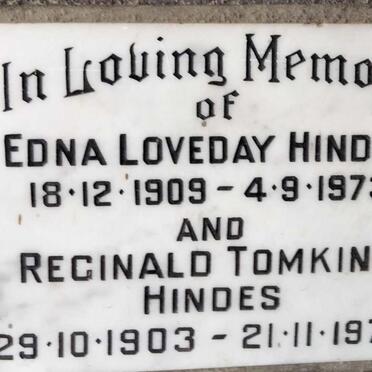 In Loving Memo
of
EDNA LOVEDAY HIND
18·12·1909 – 4·9·197
AND
REGINALD TOMKIN
HINDES
29·10·1903 – 21·11·197